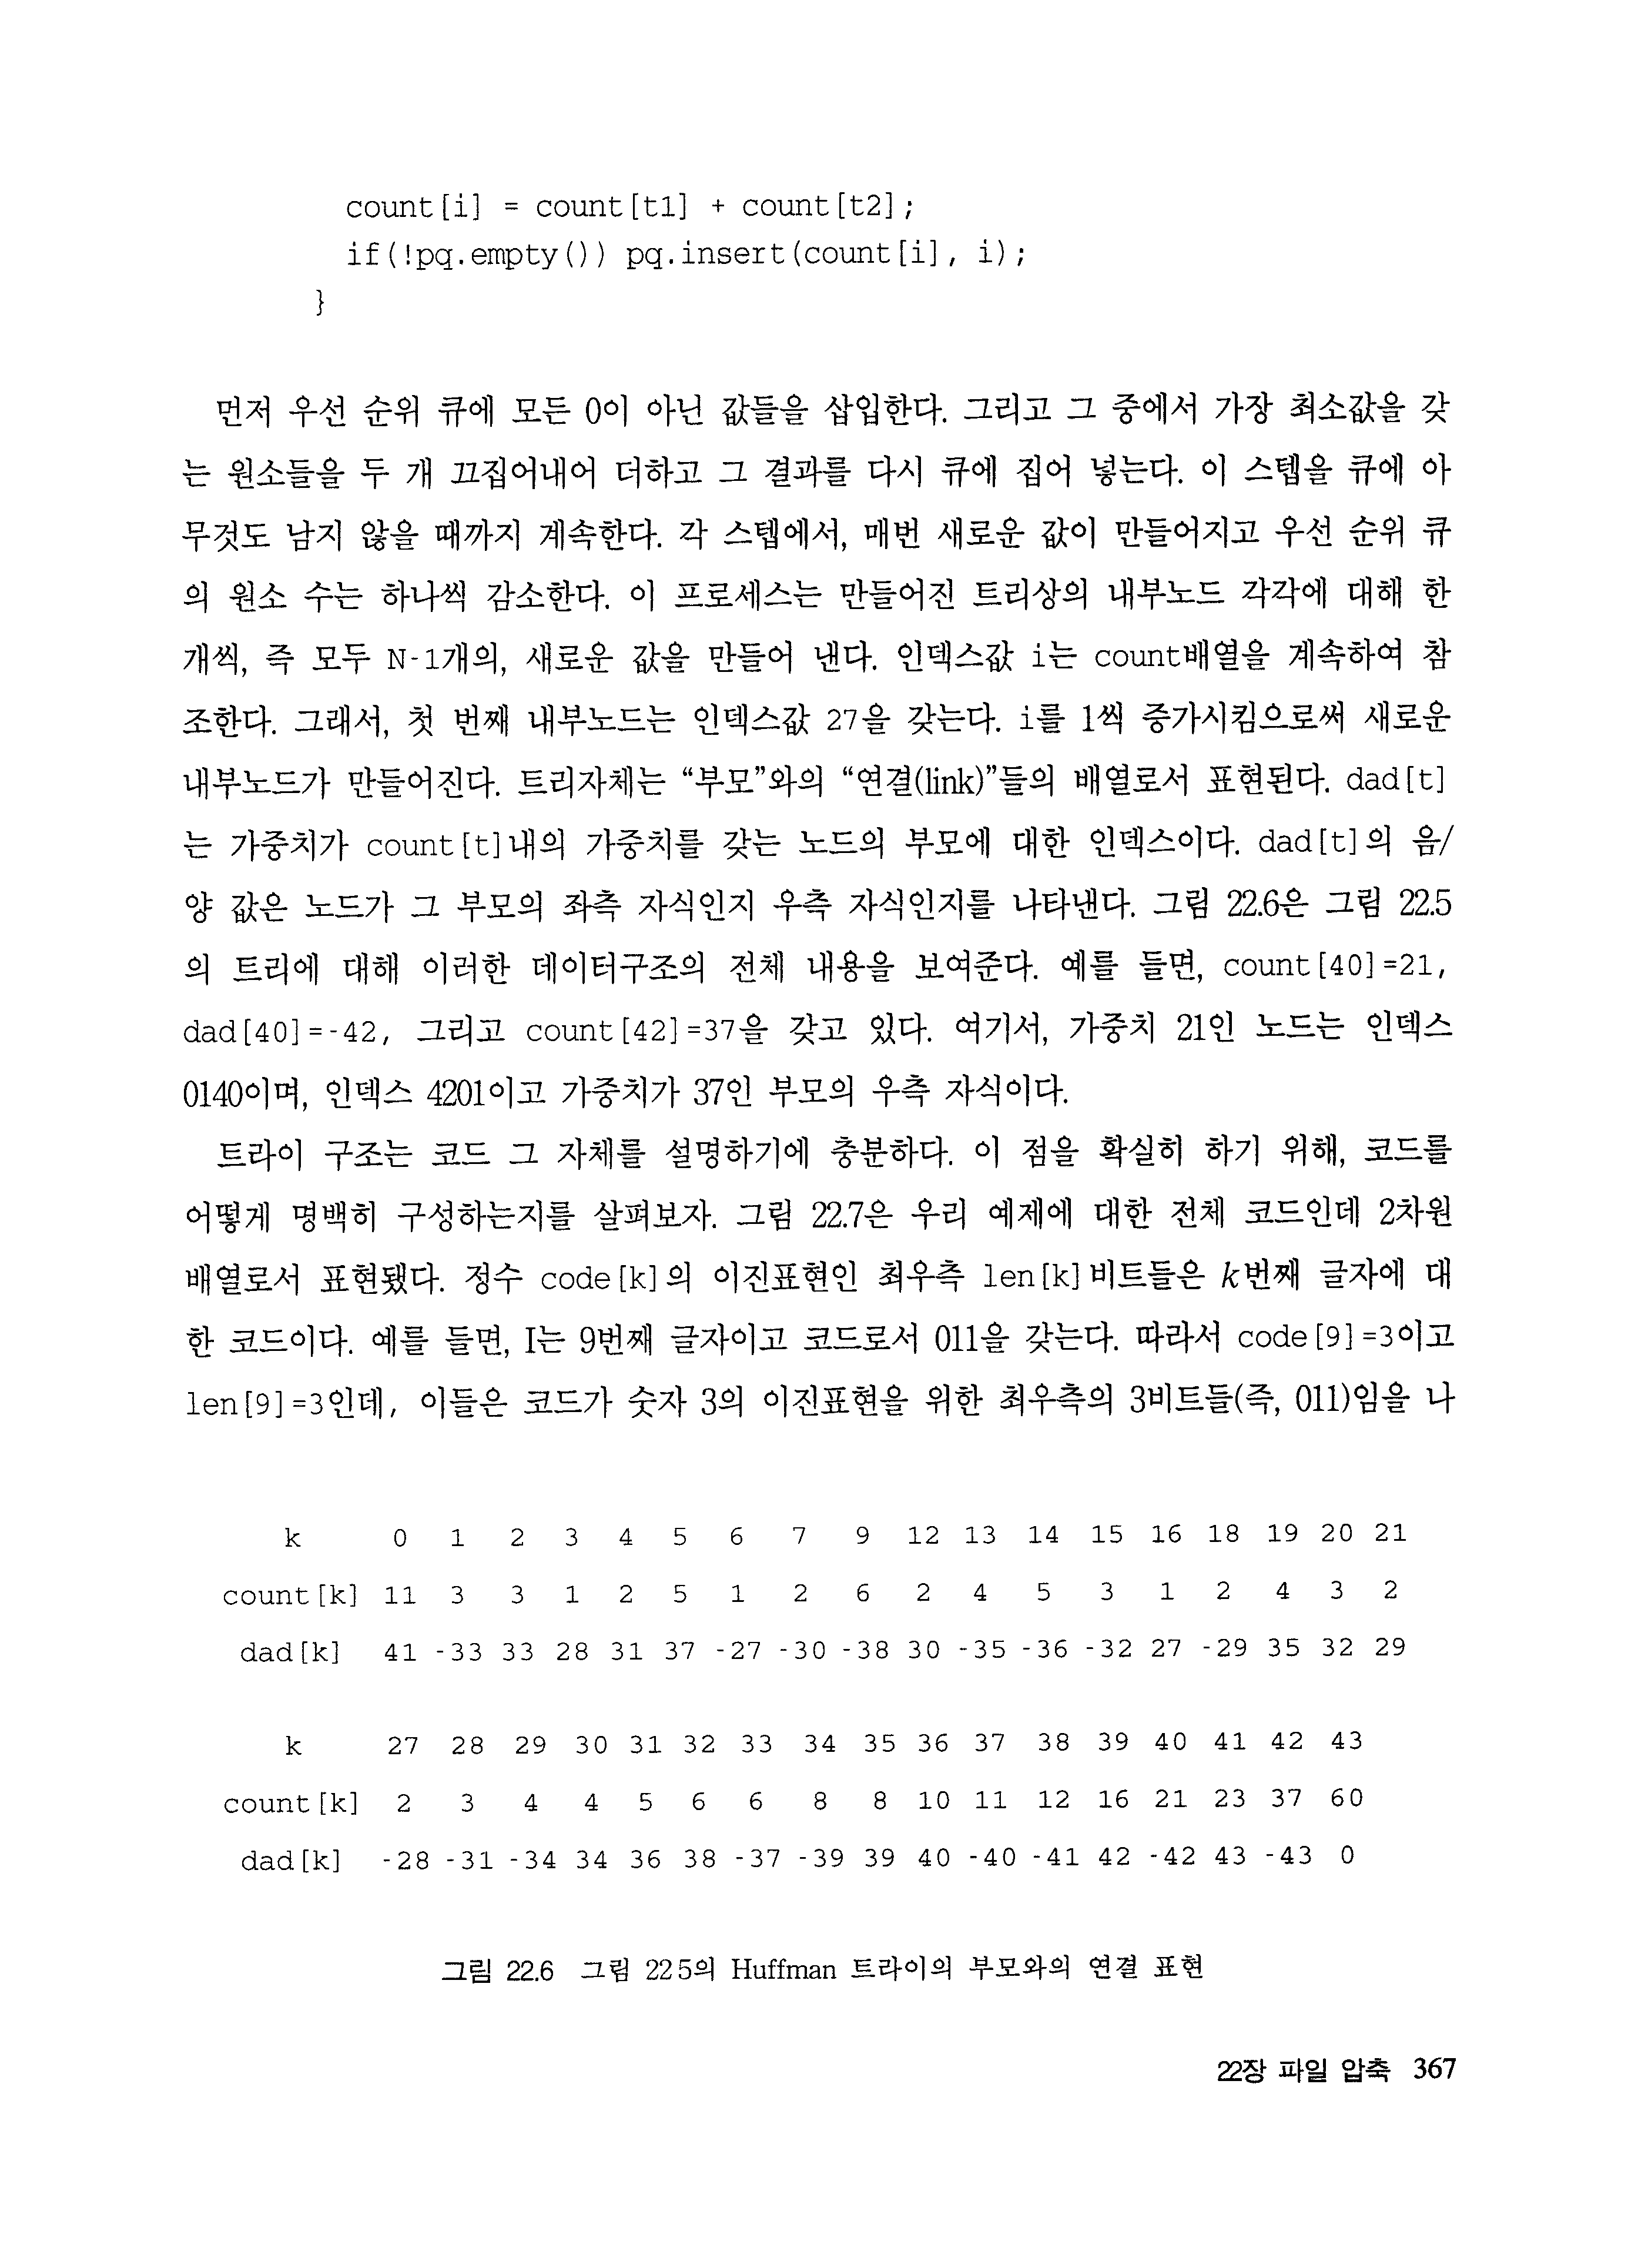 count[i] = count[t1] + count[t2];
if(!pq.empty()) pq.insert(count[i], i);
}
먼저 우선 순위 큐에 모든 0이 아닌 값들을 삽입한다. 그리고 그 중에서 가장 최소값을 갖
는 원소들을 두 개 끄집어내어 더하고 그 결과를 다시 큐에 집어 넣는다. 이 스텝을 큐에 아
무것도 남지 않을 때까지 계속한다. 각 스텝에서, 매번 새로운 값이 만들어지고 우선 순위 큐
의 원소 수는 하나씩 감소한다. 이 프로세스는 만들어진 트리상의 내부노드 각각에 대해 한
개씩, 즉 모두 N-1개의, 새로운 값을 만들어 낸다. 인덱스값 i는 count배열을 계속하여 참
조한다. 그래서, 첫 번째 내부노드는 인덱스값 27을 갖는다. i를 1씩 증가시킴으로써 새로운
내부노드가 만들어진다. 트리자체는 “부모”와의 “연결(link)”들의 배열로서 표현된다. dad[t]
는 가중치가 count[t]내의 가중치를 갖는 노드의 부모에 대한 인덱스이다. dad[t]의 음/
양 값은 노드가 그 부모의 좌측 자식인지 우측 자식인지를 나타낸다. 그림 22.6은 그림 22.5
의 트리에 대해 이러한 데이터구조의 전체 내용을 보여준다. 예를 들면, count[40]=21,
dad[40]=-42, 그리고 count[42]=37을 갖고 있다. 여기서, 가중치 21인 노드는 인덱스
0140이며, 인덱스 4201이고 가중치가 37인 부모의 우측 자식이다.
트라이 구조는 코드 그 자체를 설명하기에 충분하다. 이 점을 확실히 하기 위해, 코드를
어떻게 명백히 구성하는지를 살펴보자. 그림 22.7은 우리 예제에 대한 전체 코드인데 2차원
배열로서 표현됐다. 정수 code[k]의 이진표현인 최우측 len[k]비트들은 k번째 글자에 대
한 코드이다. 예를 들면, I는 9번째 글자이고 코드로서 011을 갖는다. 따라서 code[9]=3이고
len[9]=3인데, 이들은 코드가 숫자 3의 이진표현을 위한 최우측의 3비트들(즉, 011)임을 나
k 0 1 2 3 4 5 6 7 9 12 13 14 15 16 18 19 20 21
count[k] 11 3 3 1 2 5 1 2 6 2 4 5 3 1 2 4 3 2
dad[k] 41 -33 33 28 31 37 -27 -30 -38 30 -35 -36 -32 27 -29 35 32 29
k 27 28 29 30 31 32 33 34 35 36 37 38 39 40 41 42 43
count[k] 2 3 4 4 5 6 6 8 8 10 11 12 16 21 23 37 60
dad[k] -28 -31 -34 34 36 38 -37 -39 39 40 -40 -41 42 -42 43 -43 0
그림 22.6 그림 22 5의 Huffman 트라이의 부모와의 연결 표현
22장 파일 압축 367